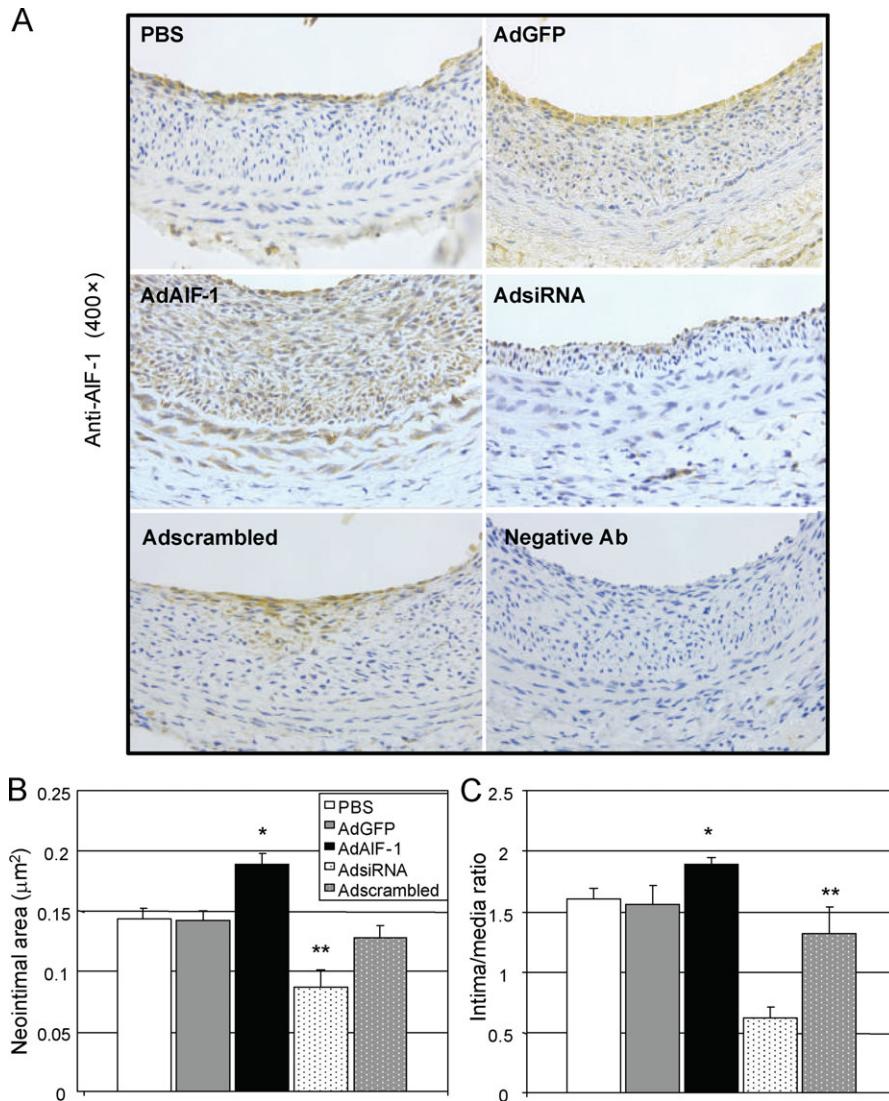 A
PBS
AdGFP
AdAIF-1
AdsiRNA
Adscrambled
Negative Ab
Anti-AIF-1 (400×)
B
Neointimal area (µm²)
0.25
0.2
0.15
0.1
0.05
0
*
**
PBS
AdGFP
AdAIF-1
AdsiRNA
Adscrambled
C
Intima/media ratio
2.5
2
1.5
1
0.5
0
*
**